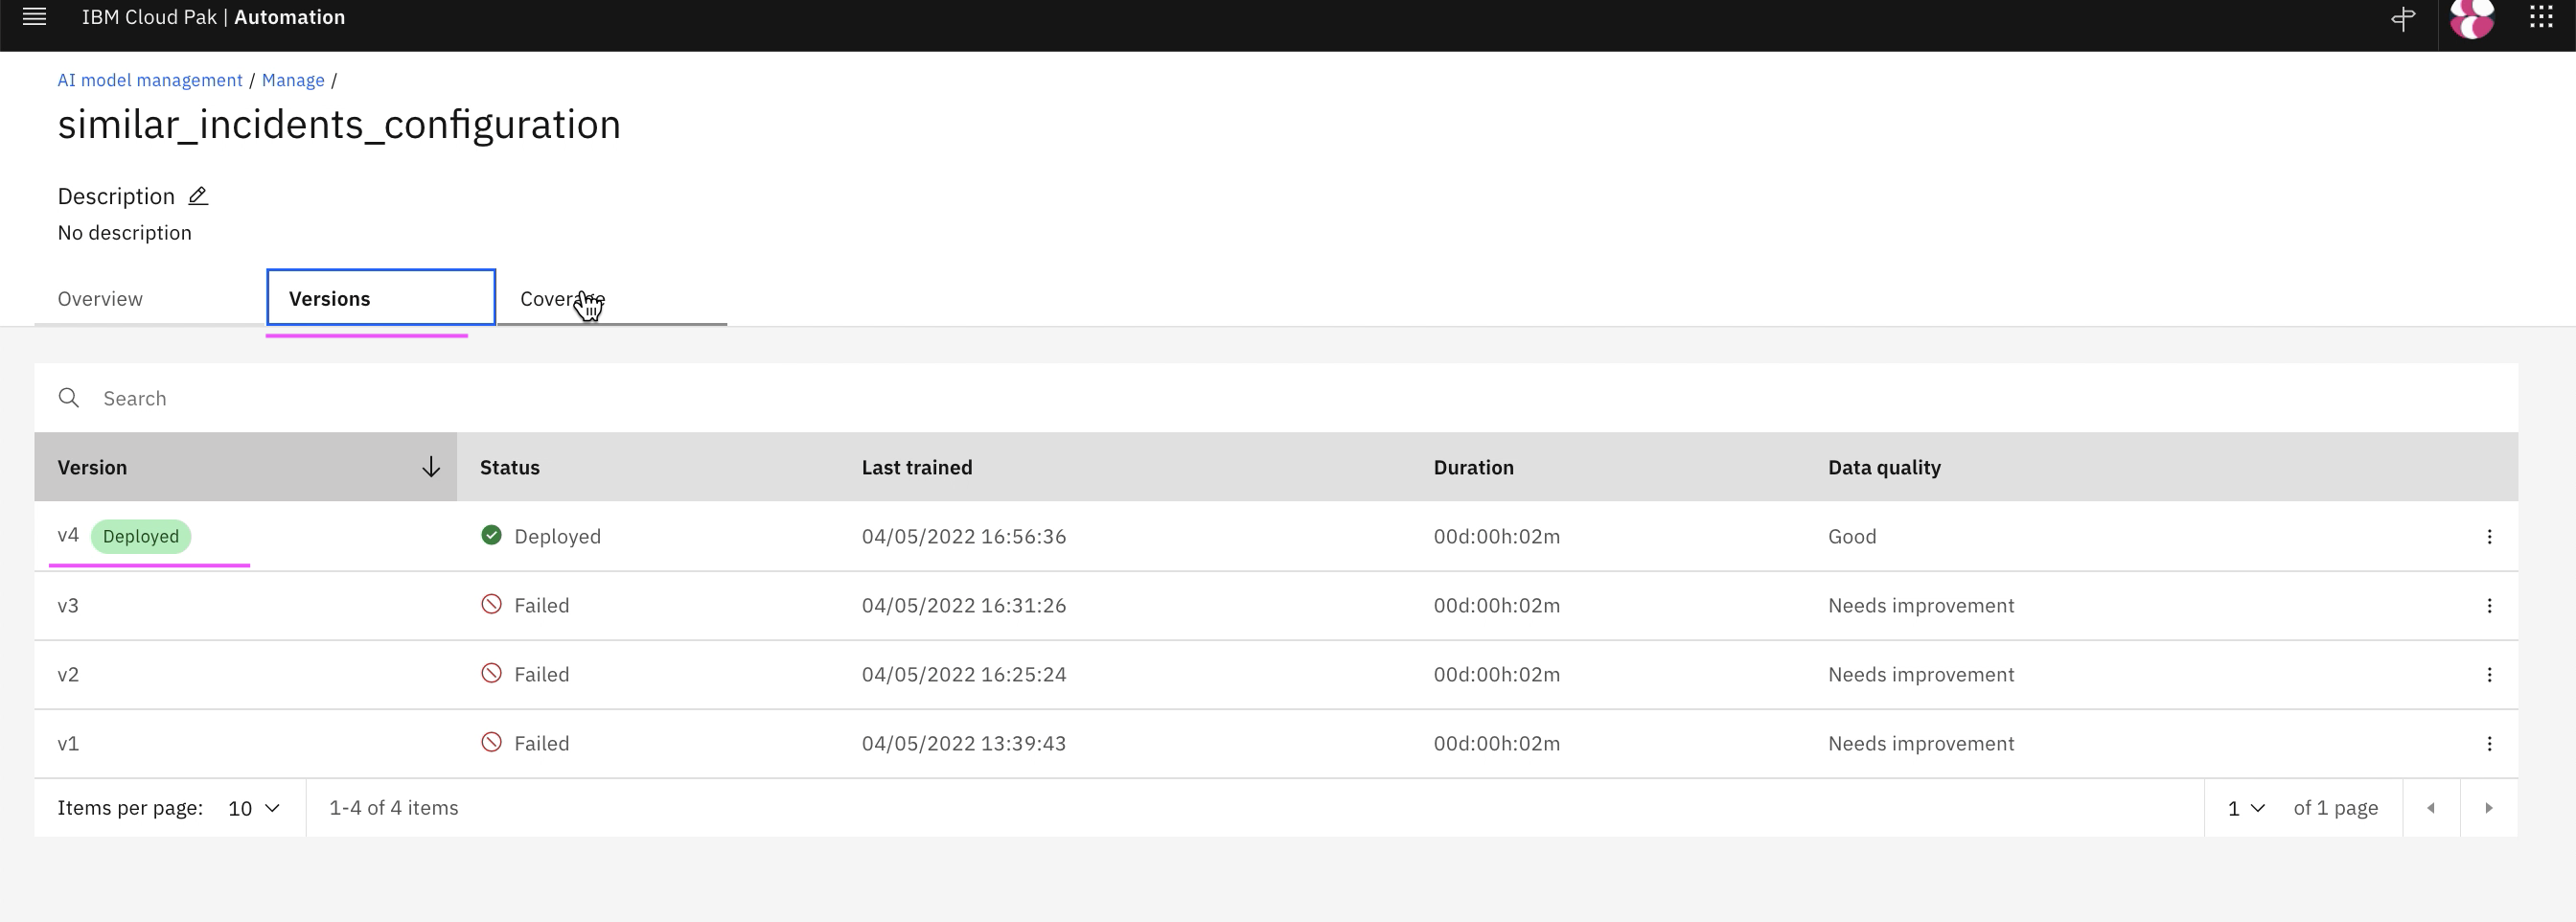 IBM Cloud Pak | Automation
AI model management / Manage /
similar_incidents_configuration
Description
No description
Overview Versions Coverage
Search
Version Status Last trained Duration Data quality
v4 Deployed Deployed 04/05/2022 16:56:36 00d:00h:02m Good
v3 Failed 04/05/2022 16:31:26 00d:00h:02m Needs improvement
v2 Failed 04/05/2022 16:25:24 00d:00h:02m Needs improvement
v1 Failed 04/05/2022 13:39:43 00d:00h:02m Needs improvement
Items per page: 10 1-4 of 4 items 1 of 1 page